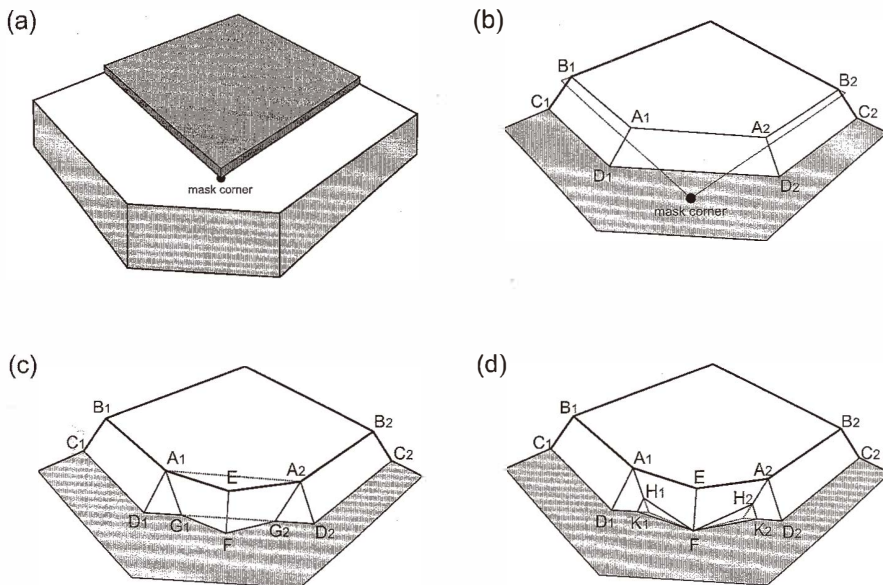 (a)
mask corner
(b)
B1
B2
C1
A1
A2
C2
D1
D2
mask corner
(c)
B1
B2
C1
C2
A1
E
A2
D1
G1
F
G2
D2
(d)
B1
B2
C1
C2
A1
E
A2
H1
H2
D1
K1
F
K2
D2